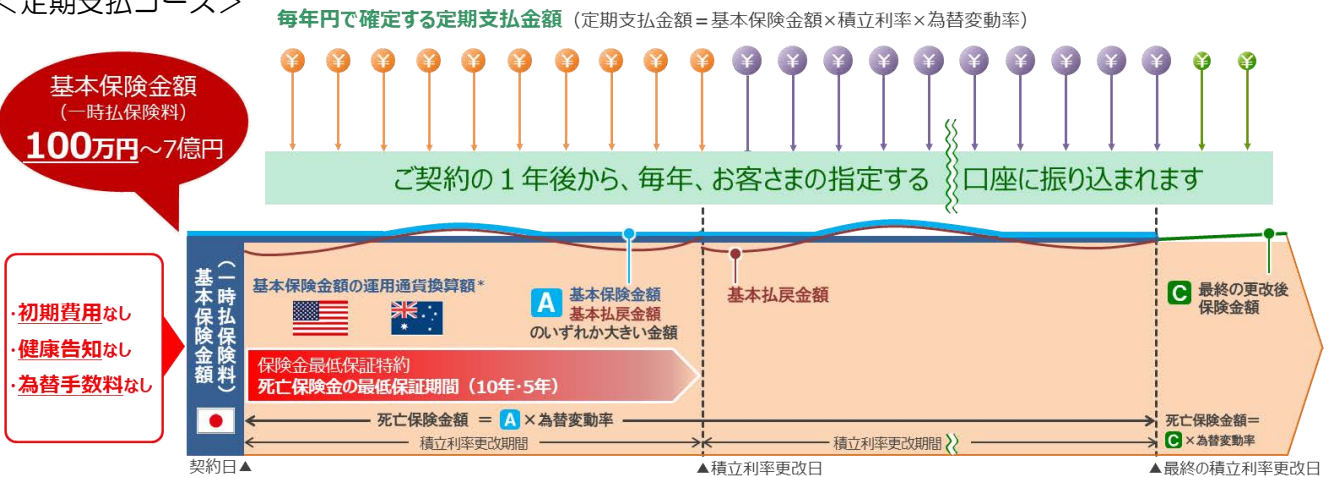 ＜定期支払コース＞
毎年円で確定する定期支払金額（定期支払金額＝基本保険金額×積立利率×為替変動率）
¥ ¥ ¥ ¥ ¥ ¥ ¥ ¥ ¥ ¥ ¥ ¥ ¥ ¥ ¥ ¥ ¥ ¥ ¥ ¥ ¥ ¥
基本保険金額
（一時払保険料）
100万円～7億円
ご契約の１年後から、毎年、お客さまの指定する 口座に振り込まれます
・初期費用なし
・健康告知なし
・為替手数料なし
基本保険金額
（一時払保険料）
基本保険金額の運用通貨換算額*
A 基本保険金額
基本払戻金額
のいずれか大きい金額
基本払戻金額
C 最終の更改後
保険金額
保険金最低保証特約
死亡保険金の最低保証期間（10年･5年）
死亡保険金額 ＝ A×為替変動率
死亡保険金額＝
C×為替変動率
積立利率更改期間
積立利率更改期間
契約日▲
▲積立利率更改日
▲最終の積立利率更改日